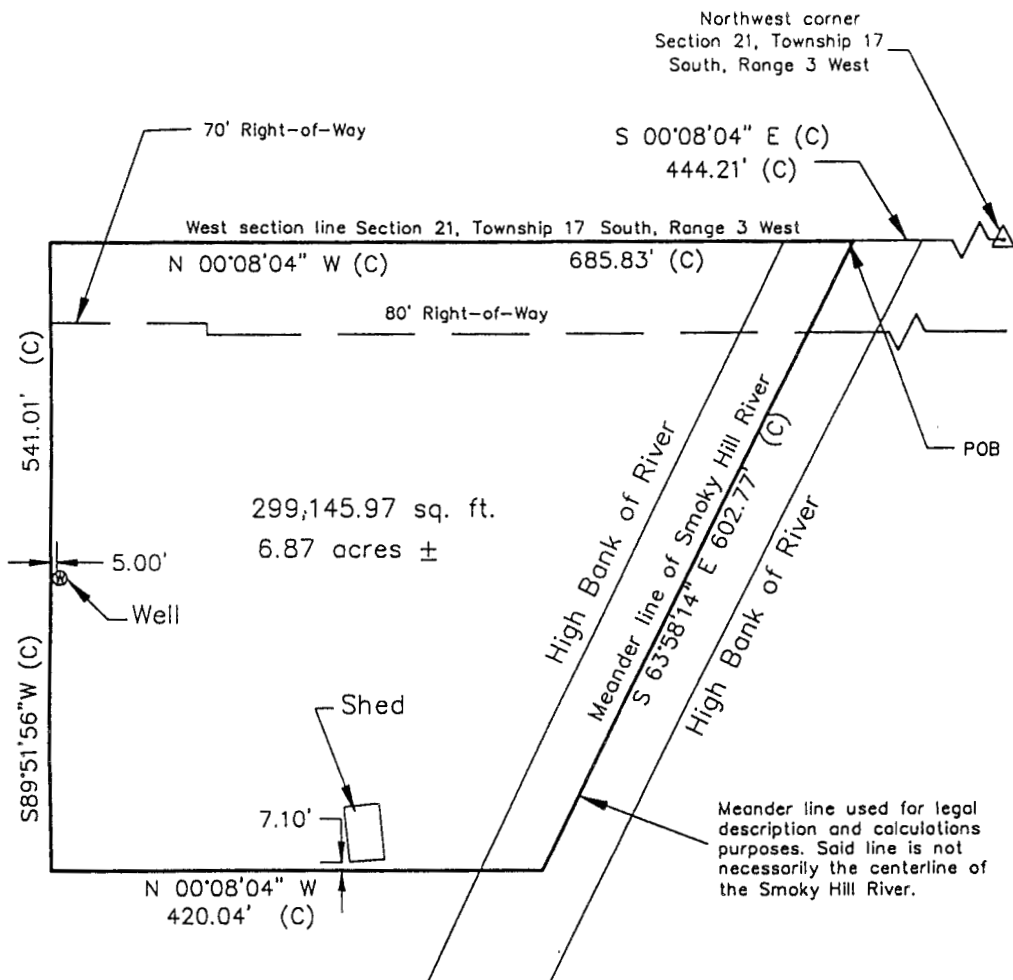 Northwest corner
Section 21, Township 17
South, Range 3 West
70' Right-of-Way
S 00°08'04" E (C)
444.21' (C)
West section line Section 21, Township 17 South, Range 3 West
N 00°08'04" W (C)
685.83' (C)
80' Right-of-Way
541.01' (C)
S89°51'56"W (C)
POB
299,145.97 sq. ft.
6.87 acres ±
5.00'
W
Well
High Bank of River
Meander line of Smoky Hill River
S 63°58'14" E 602.77' (C)
High Bank of River
Shed
7.10'
N 00°08'04" W
420.04' (C)
Meander line used for legal
description and calculations
purposes. Said line is not
necessarily the centerline of
the Smoky Hill River.